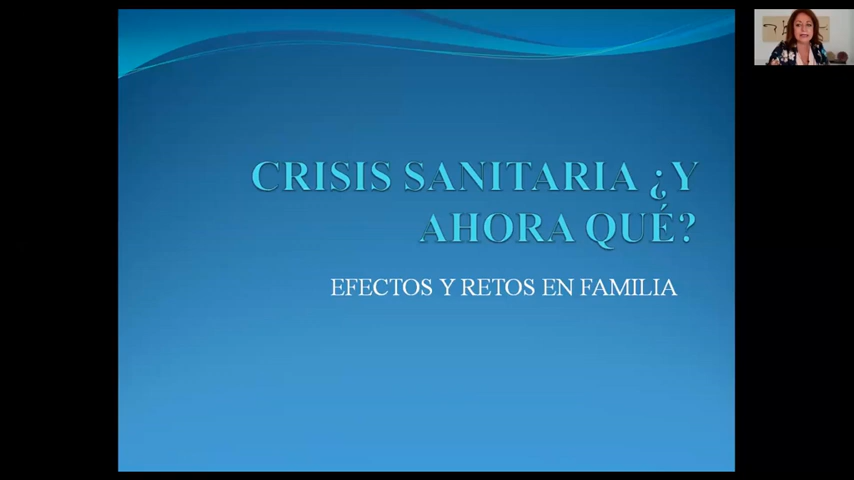 CRISIS SANITARIA ¿Y
AHORA QUÉ?
EFECTOS Y RETOS EN FAMILIA